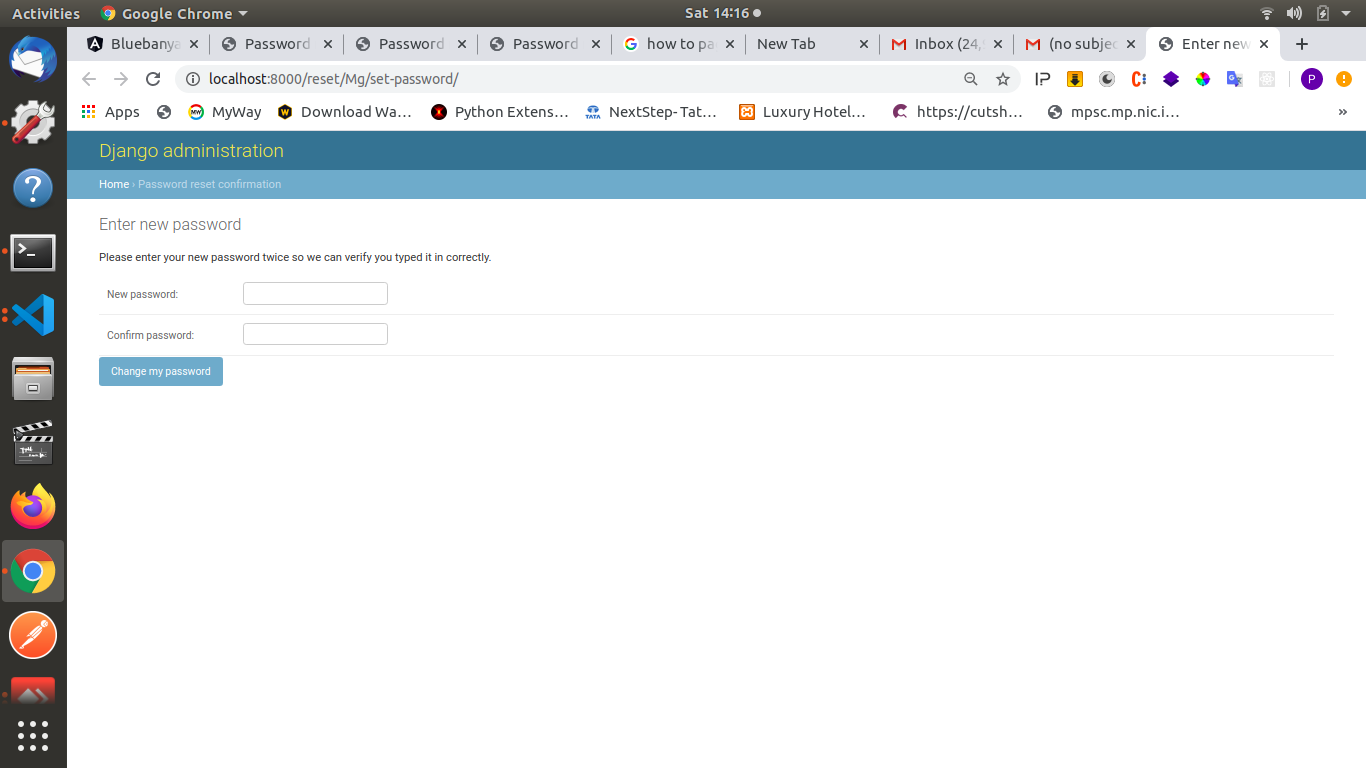 Activities Google Chrome Sat 14:16
Bluebanya Password Password Password how to pa New Tab Inbox (24, (no subjec Enter new
localhost:8000/reset/Mg/set-password/
Apps MyWay Download Wa... Python Extens... NextStep- Tat... Luxury Hotel... https://cutsh... mpsc.mp.nic.i... »
Django administration
Home › Password reset confirmation
Enter new password
Please enter your new password twice so we can verify you typed it in correctly.
New password:
Confirm password:
Change my password